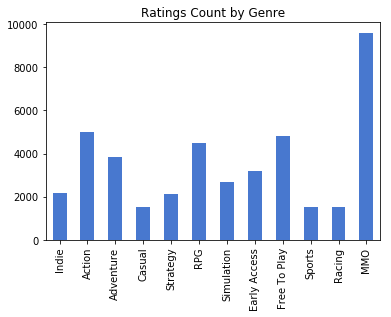 Ratings Count by Genre
10000
8000
6000
4000
2000
0
Indie
Action
Adventure
Casual
Strategy
RPG
Simulation
Early Access
Free To Play
Sports
Racing
MMO